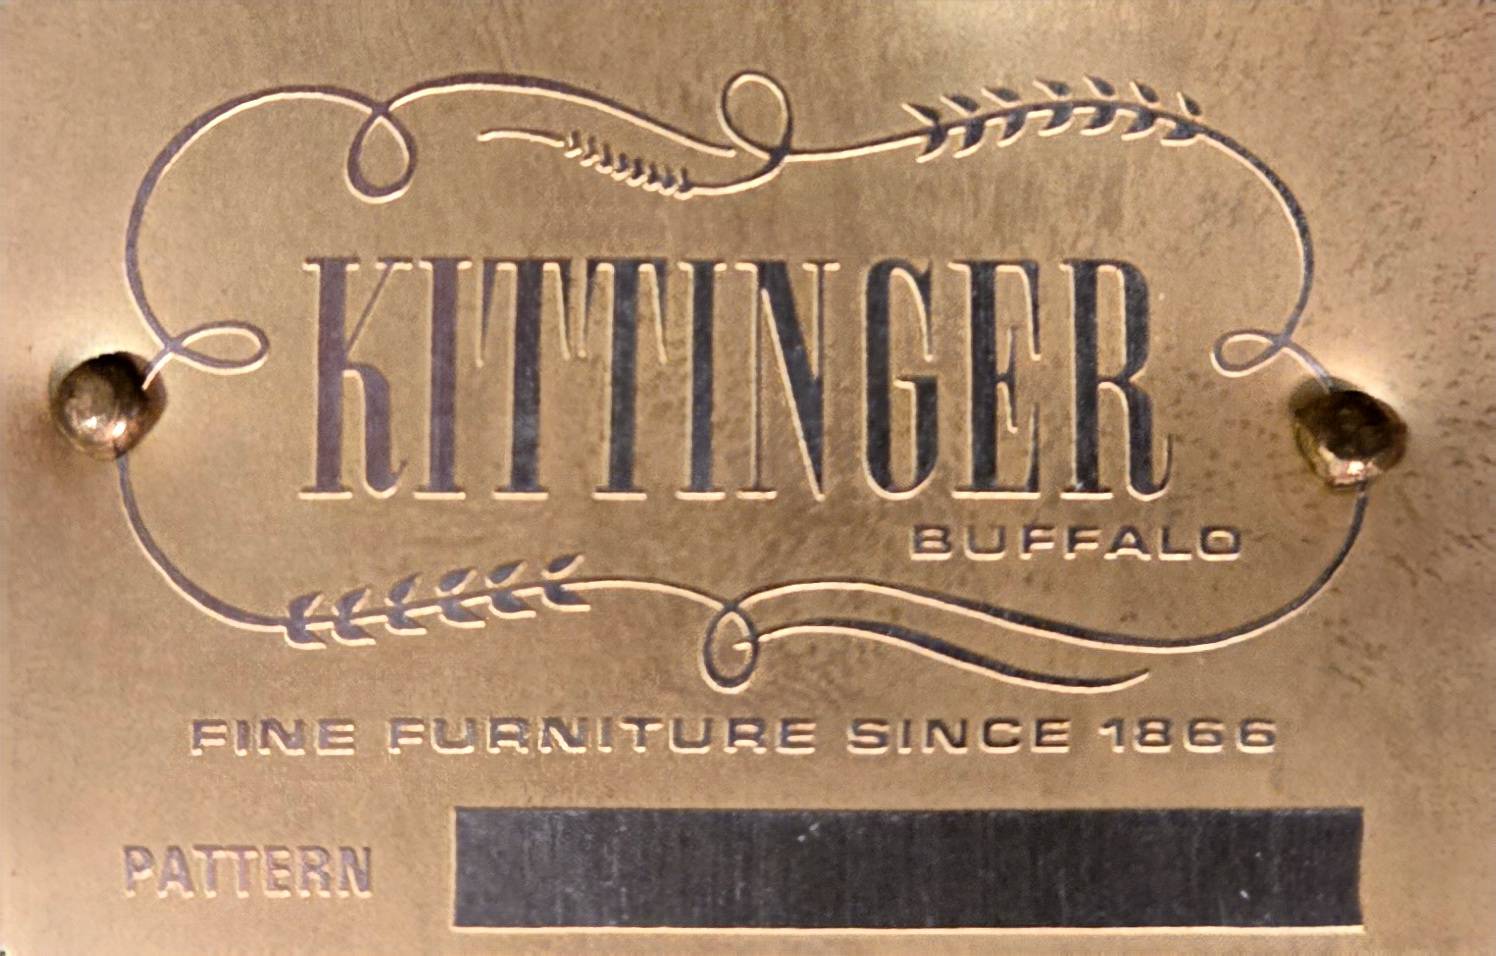 KITTINGER
BUFFALO
FINE FURNITURE SINCE 1866
PATTERN